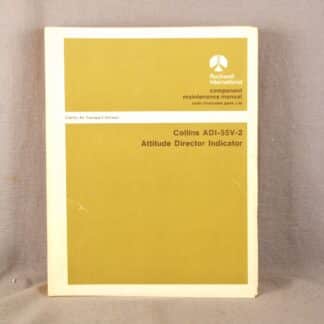 Rockwell
International
component
maintenance manual
with illustrated parts list
Collins Air Transport Division
Collins ADI-55V-2
Attitude Director Indicator